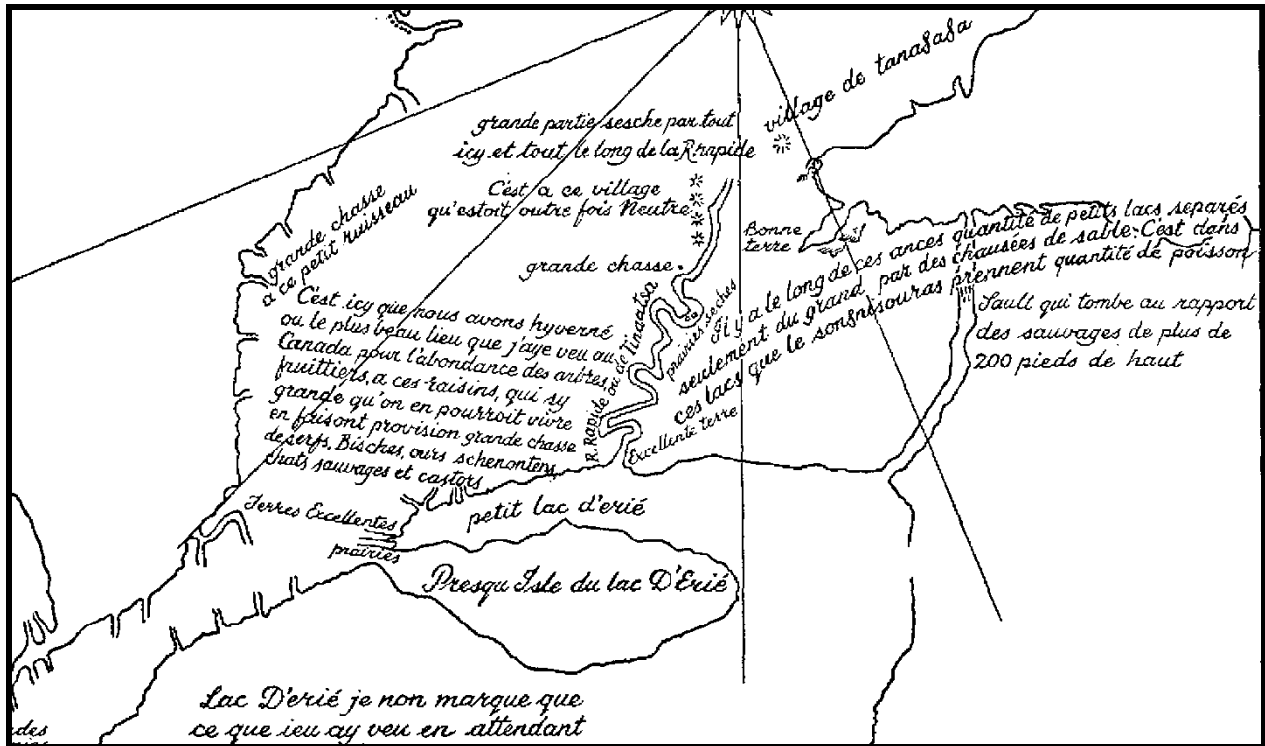 village de tana8a8a
grande partie sesche par tout
icy et tout le long de la R. rapide
C'est a ce village
qu'estoit outre fois Neutre
grande chasse
a ce petit ruisseau
Bonne
terre
grande chasse.
Il y a le long de ces ances quantité de petits lacs separés
seulement du grand par des chausées de sable. C'est dans
ces lacs que le son8nt8ouras prennent quantité de poisson
Sault qui tombe au rapport
des sauvages de plus de
200 pieds de haut
C'est icy que nous avons hyverné
ou le plus beau lieu que j'aye veu au
Canada pour l'abondance des arbres
fruittiers, a ces raisins, qui sy
grande qu'on en pourroit vivre
en faisont provision grande chasse
de serfs, Bisches, ours schenontens,
chats sauvages et castors
R. Rapide ou de Tinaatoa
prairies seches
Excellente terre
Terres Excellentes
prairies
petit lac d'erié
Presqu Isle du lac D'Erié
Lac D'erié je non marque que
ce que ieu ay veu en attendant